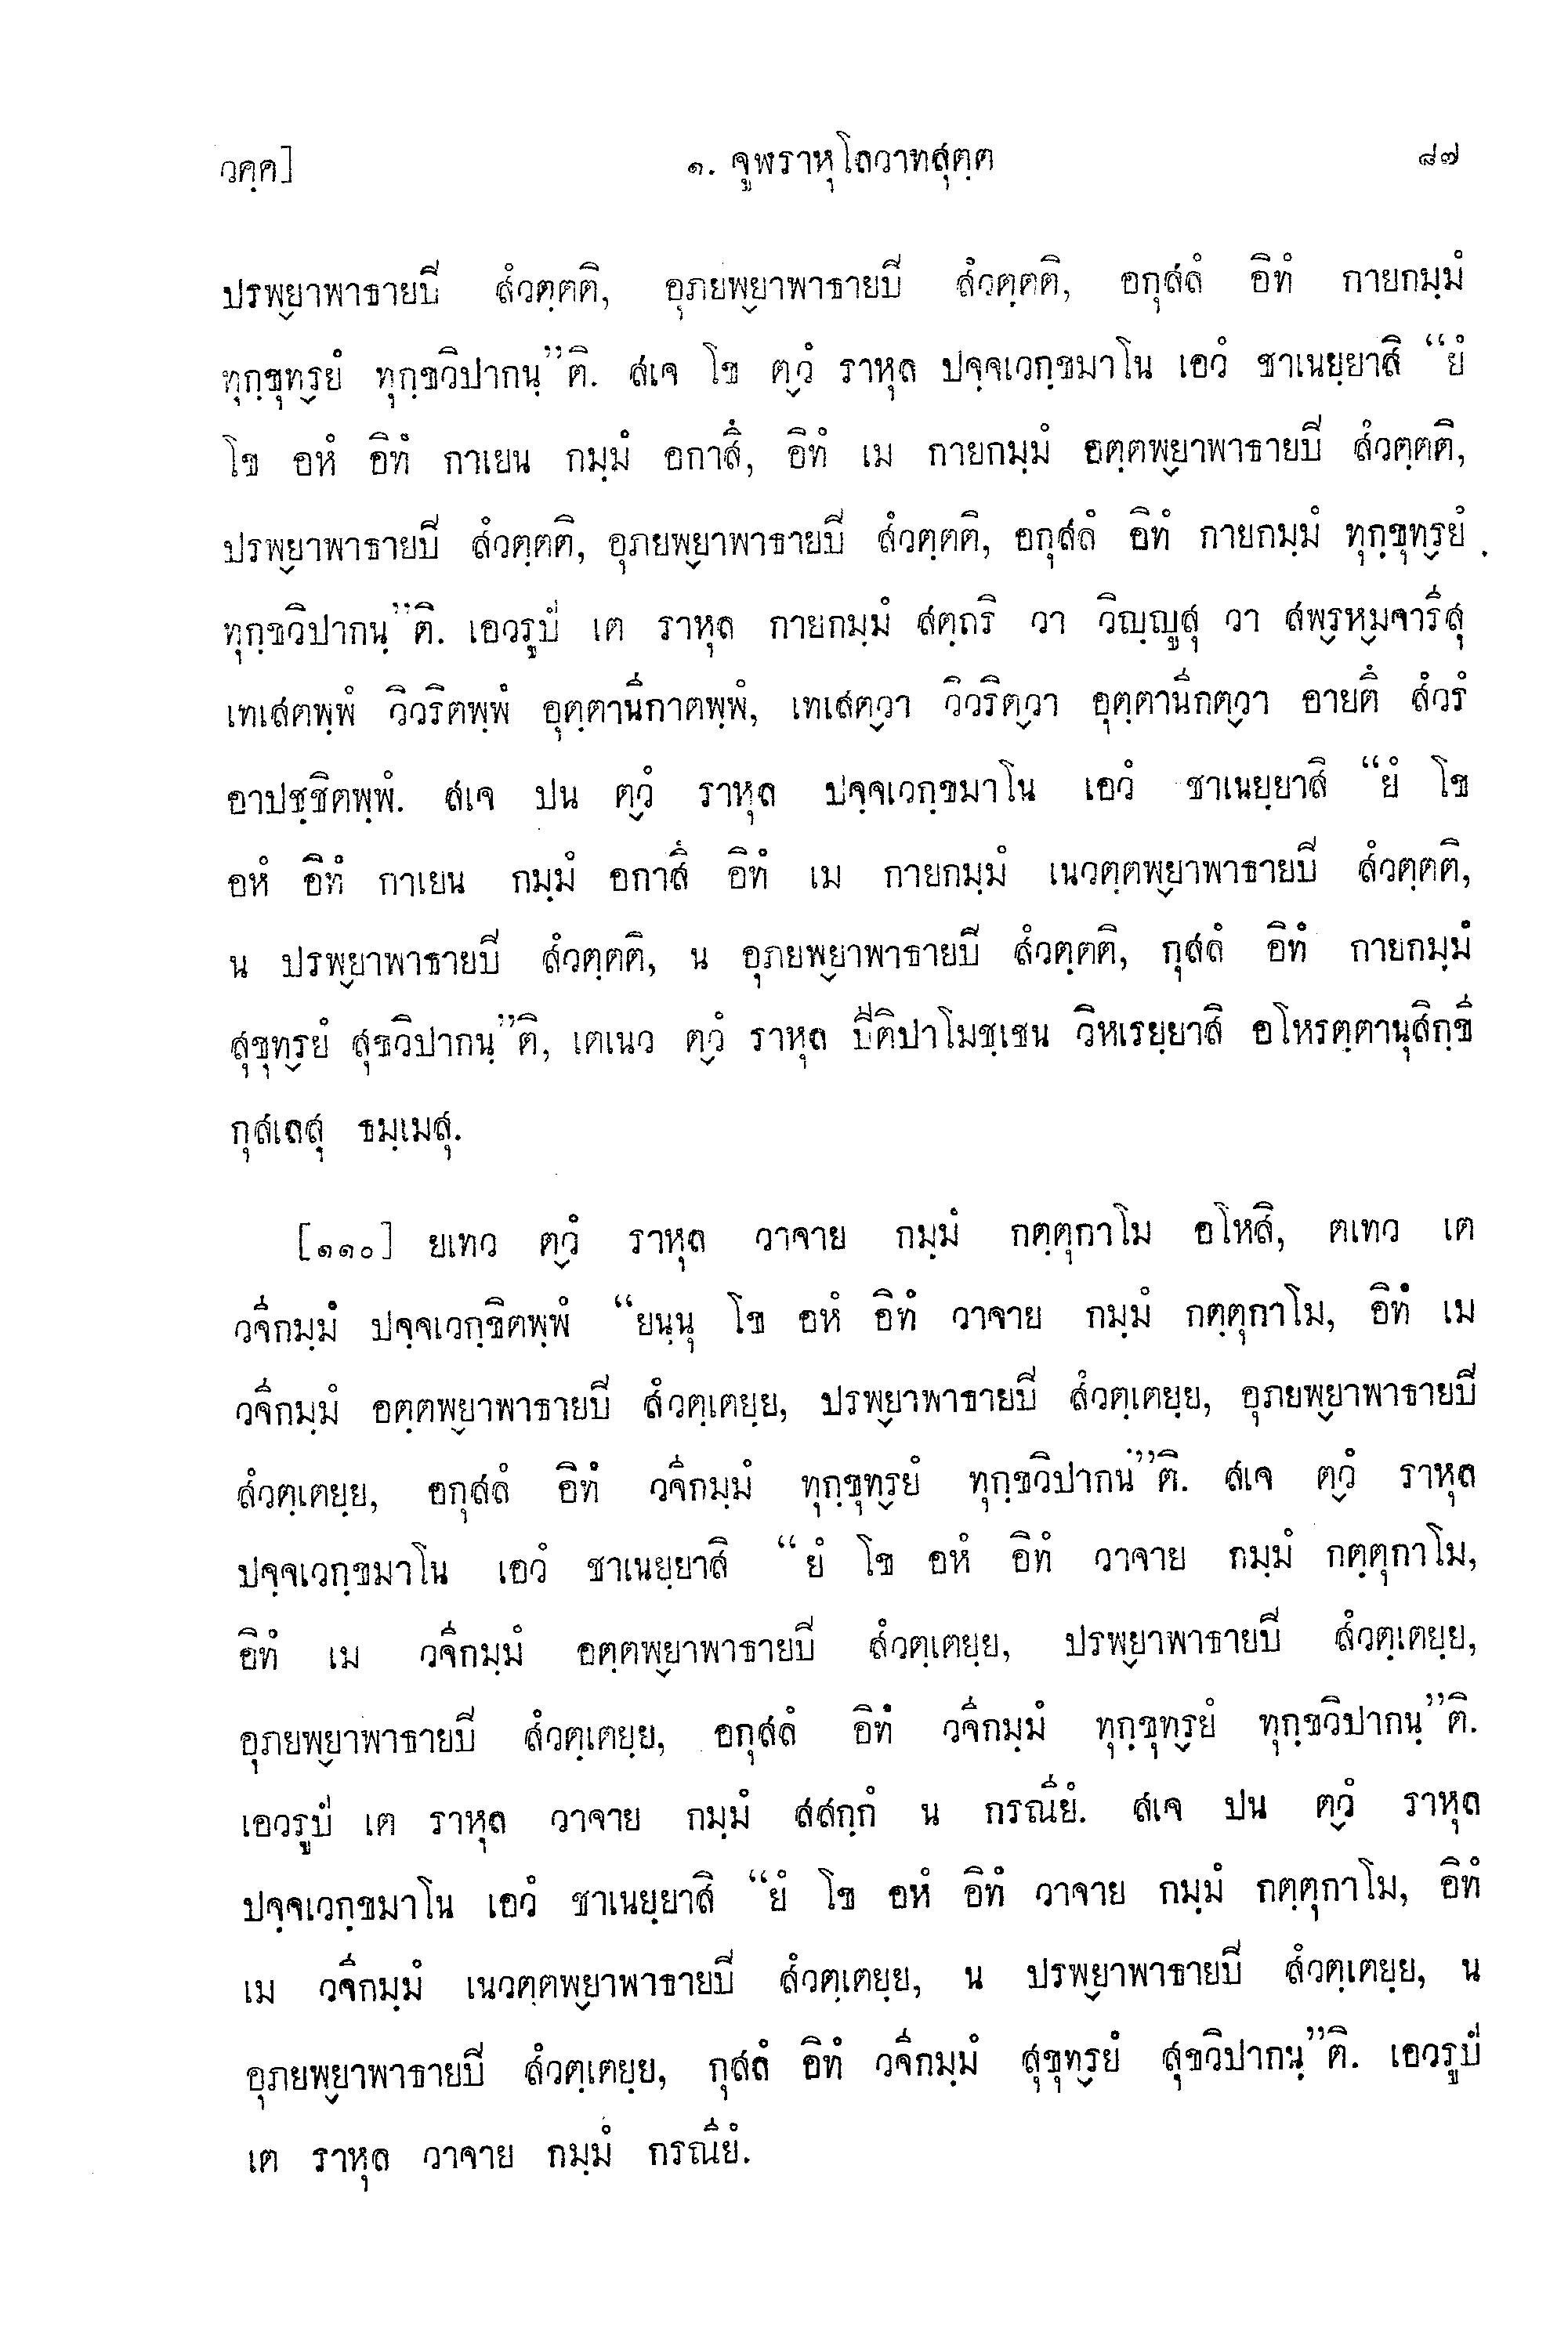 วคฺค] ๑. จูฬราหุโลวาทสุตฺต ๘๗
ปรพฺยาพาธายปิ สํวตฺตติ, อุภยพฺยาพาธายปิ สํวตฺตติ, อกุสลํ อิทํ กายกมฺมํ
ทุกฺขุทฺรยํ ทุกฺขวิปากนฺ”ติ. สเจ โข ตฺวํ ราหุล ปจฺจเวกฺขมาโน เอวํ ชาเนยฺยาสิ “ยํ
โข อหํ อิทํ กาเยน กมฺมํ อกาสึ, อิทํ เม กายกมฺมํ อตฺตพฺยาพาธายปิ สํวตฺตติ,
ปรพฺยาพาธายปิ สํวตฺตติ, อุภยพฺยาพาธายปิ สํวตฺตติ, อกุสลํ อิทํ กายกมฺมํ ทุกฺขุทฺรยํ
ทุกฺขวิปากนฺ”ติ. เอวรูปํ เต ราหุล กายกมฺมํ สตฺถริ วา วิญฺญูสุ วา สพฺรหฺมจารีสุ
เทเสตพฺพํ วิวริตพฺพํ อุตฺตานีกาตพฺพํ, เทเสตฺวา วิวริตฺวา อุตฺตานีกตฺวา อายตึ สํวรํ
อาปชฺชิตพฺพํ. สเจ ปน ตฺวํ ราหุล ปจฺจเวกฺขมาโน เอวํ ชาเนยฺยาสิ “ยํ โข
อหํ อิทํ กาเยน กมฺมํ อกาสึ อิทํ เม กายกมฺมํ เนวตฺตพฺยาพาธายปิ สํวตฺตติ,
น ปรพฺยาพาธายปิ สํวตฺตติ, น อุภยพฺยาพาธายปิ สํวตฺตติ, กุสลํ อิทํ กายกมฺมํ
สุขุทฺรยํ สุขวิปากนฺ”ติ, เตเนว ตฺวํ ราหุล ปีติปาโมชฺเชน วิหเรยฺยาสิ อโหรตฺตานุสิกฺขี
กุสเลสุ ธมฺเมสุ.
[๑๑๐] ยเทว ตฺวํ ราหุล วาจาย กมฺมํ กตฺตุกาโม อโหสิ, ตเทว เต
วจีกมฺมํ ปจฺจเวกฺขิตพฺพํ “ยนฺนุ โข อหํ อิทํ วาจาย กมฺมํ กตฺตุกาโม, อิทํ เม
วจีกมฺมํ อตฺตพฺยาพาธายปิ สํวตฺเตยฺย, ปรพฺยาพาธายปิ สํวตฺเตยฺย, อุภยพฺยาพาธายปิ
สํวตฺเตยฺย, อกุสลํ อิทํ วจีกมฺมํ ทุกฺขุทฺรยํ ทุกฺขวิปากนฺ”ติ. สเจ ตฺวํ ราหุล
ปจฺจเวกฺขมาโน เอวํ ชาเนยฺยาสิ “ยํ โข อหํ อิทํ วาจาย กมฺมํ กตฺตุกาโม,
อิทํ เม วจีกมฺมํ อตฺตพฺยาพาธายปิ สํวตฺเตยฺย, ปรพฺยาพาธายปิ สํวตฺเตยฺย,
อุภยพฺยาพาธายปิ สํวตฺเตยฺย, อกุสลํ อิทํ วจีกมฺมํ ทุกฺขุทฺรยํ ทุกฺขวิปากนฺ”ติ.
เอวรูปํ เต ราหุล วาจาย กมฺมํ สสกฺกํ น กรณียํ. สเจ ปน ตฺวํ ราหุล
ปจฺจเวกฺขมาโน เอวํ ชาเนยฺยาสิ “ยํ โข อหํ อิทํ วาจาย กมฺมํ กตฺตุกาโม, อิทํ
เม วจีกมฺมํ เนวตฺตพฺยาพาธายปิ สํวตฺเตยฺย, น ปรพฺยาพาธายปิ สํวตฺเตยฺย, น
อุภยพฺยาพาธายปิ สํวตฺเตยฺย, กุสลํ อิทํ วจีกมฺมํ สุขุทฺรยํ สุขวิปากนฺ”ติ. เอวรูปํ
เต ราหุล วาจาย กมฺมํ กรณียํ.